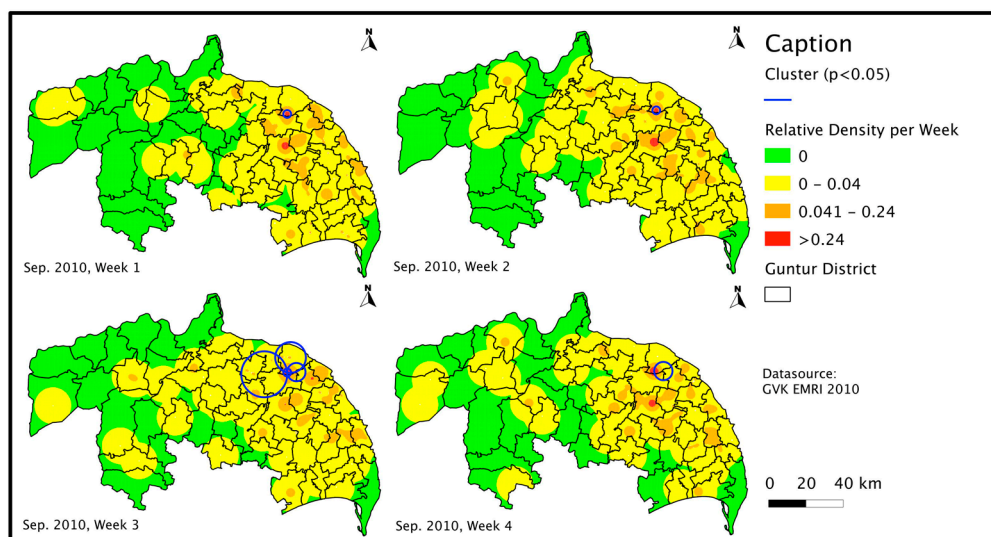 N
N
Sep. 2010, Week 1
Sep. 2010, Week 2
N
N
Sep. 2010, Week 3
Sep. 2010, Week 4
Caption
Cluster (p<0.05)
Relative Density per Week
0
0 – 0.04
0.041 – 0.24
>0.24
Guntur District
Datasource:
GVK EMRI 2010
0 20 40 km